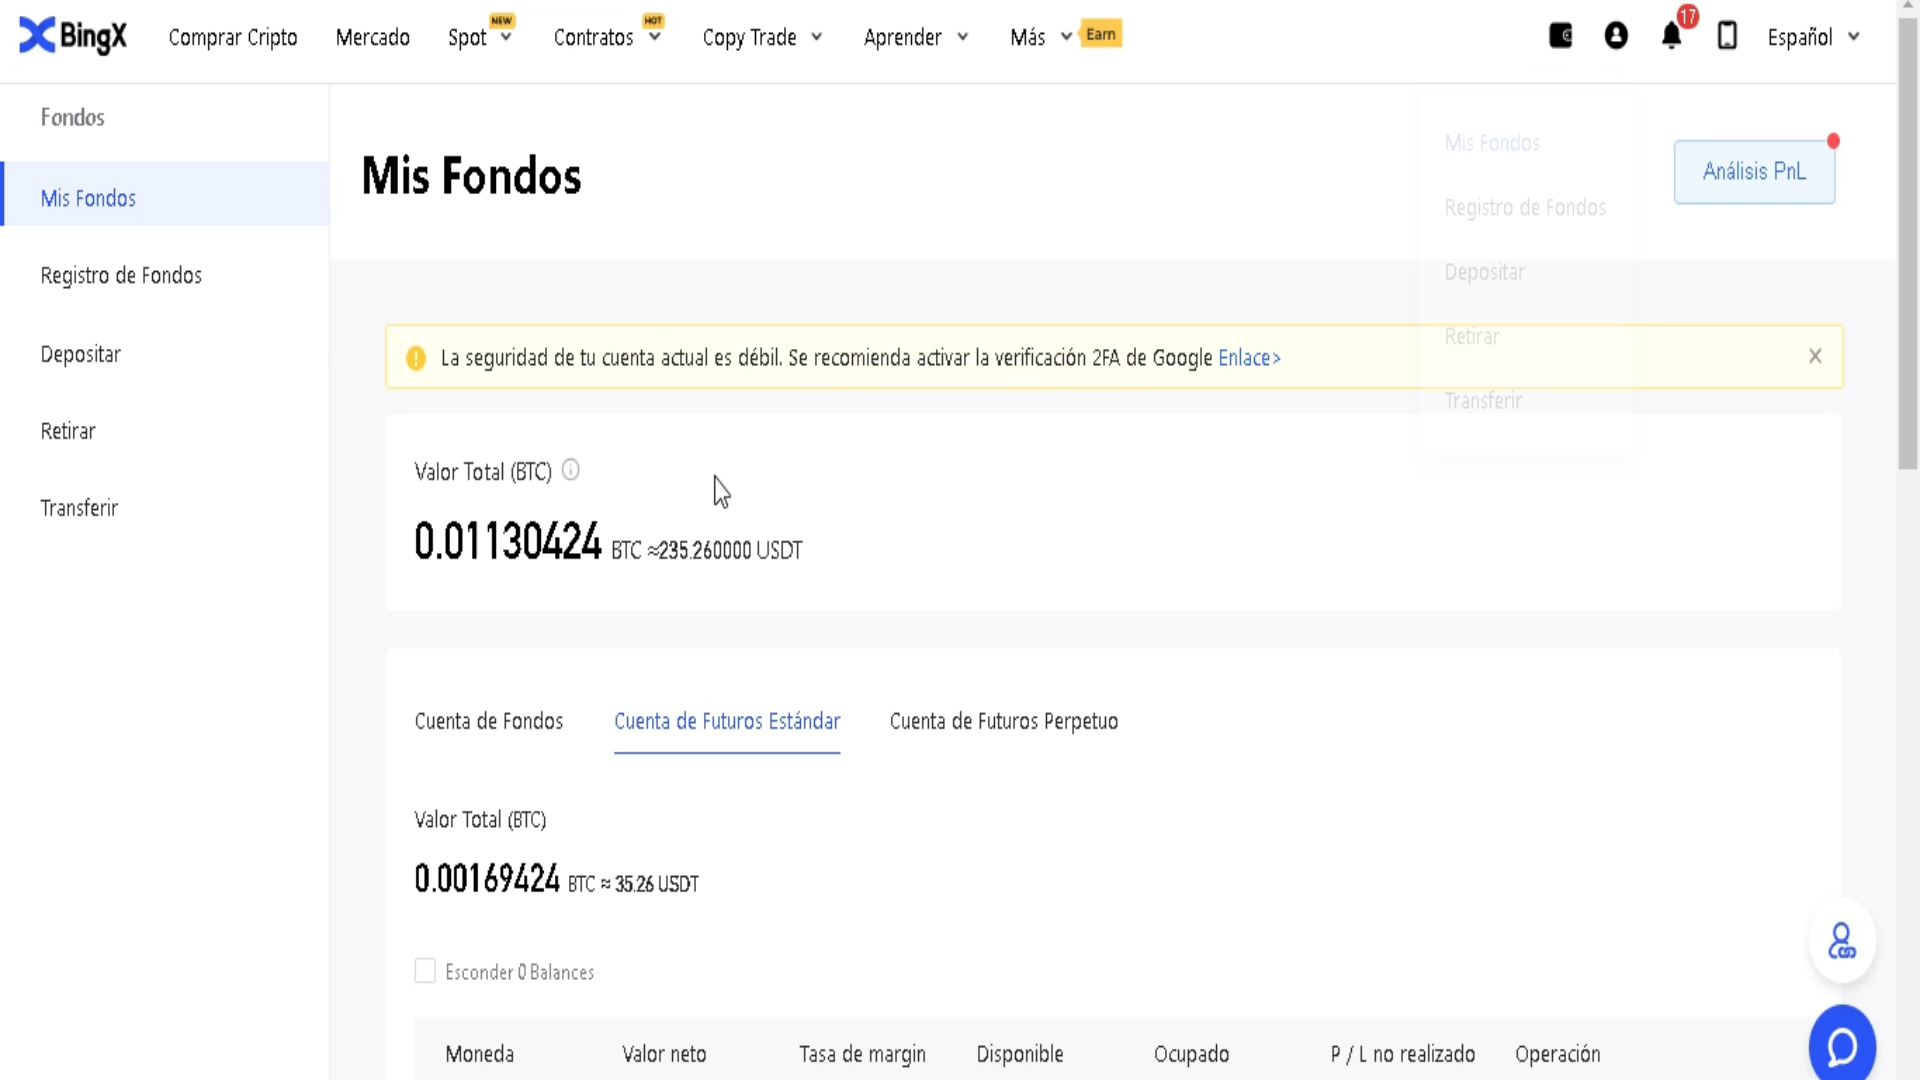 BingX
Comprar Cripto
Mercado
Spot
NEW
Contratos
HOT
Copy Trade
Aprender
Más
Earn
17
Español
Fondos
Mis Fondos
Registro de Fondos
Depositar
Retirar
Transferir
Mis Fondos
Mis Fondos
Registro de Fondos
Depositar
Retirar
Transferir
Análisis PnL
La seguridad de tu cuenta actual es débil. Se recomienda activar la verificación 2FA de Google Enlace>
Valor Total (BTC)
0.01130424 BTC ≈235.260000 USDT
Cuenta de Fondos
Cuenta de Futuros Estándar
Cuenta de Futuros Perpetuo
Valor Total (BTC)
0.00169424 BTC ≈ 35.26 USDT
Esconder 0 Balances
Moneda
Valor neto
Tasa de margin
Disponible
Ocupado
P / L no realizado
Operación